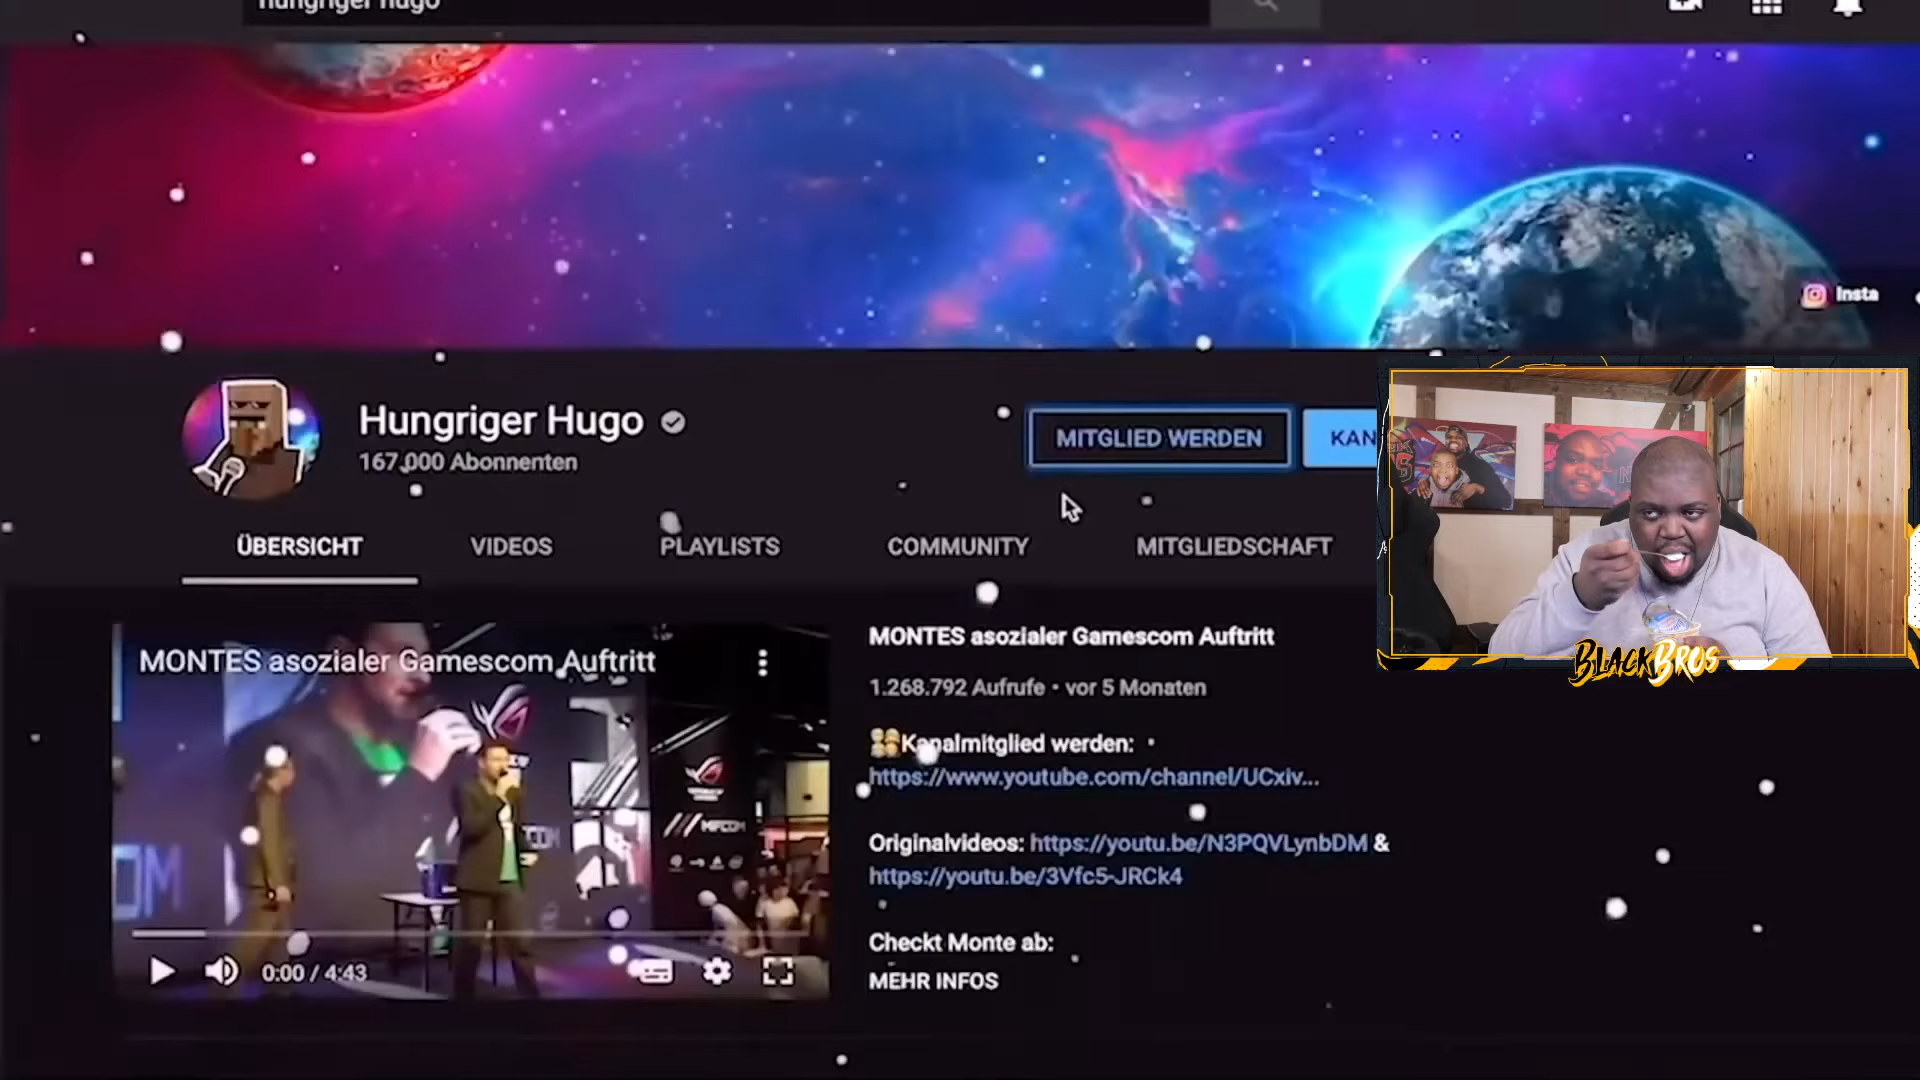 hungriger hugo
Insta
Hungriger Hugo
167.000 Abonnenten
MITGLIED WERDEN
KAN
ÜBERSICHT
VIDEOS
PLAYLISTS
COMMUNITY
MITGLIEDSCHAFT
MONTES asozialer Gamescom Auftritt
0:00 / 4:43
MONTES asozialer Gamescom Auftritt
1.268.792 Aufrufe • vor 5 Monaten
Kanalmitglied werden:
https://www.youtube.com/channel/UCxiv...
Originalvideos: https://youtu.be/N3PQVLynbDM &
https://youtu.be/3Vfc5-JRCk4
Checkt Monte ab:
MEHR INFOS
BLACKBROS